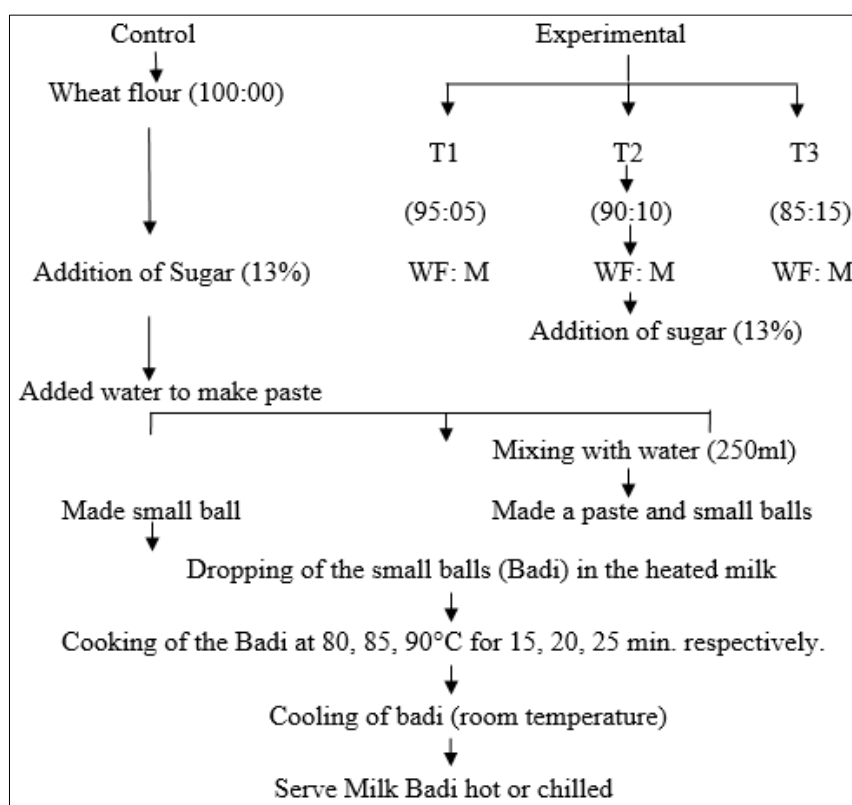 Control Experimental
Wheat flour (100:00)
T1 T2 T3
(95:05) (90:10) (85:15)
Addition of Sugar (13%) WF: M WF: M WF: M
Addition of sugar (13%)
Added water to make paste
Mixing with water (250ml)
Made small ball Made a paste and small balls
Dropping of the small balls (Badi) in the heated milk
Cooking of the Badi at 80, 85, 90°C for 15, 20, 25 min. respectively.
Cooling of badi (room temperature)
Serve Milk Badi hot or chilled